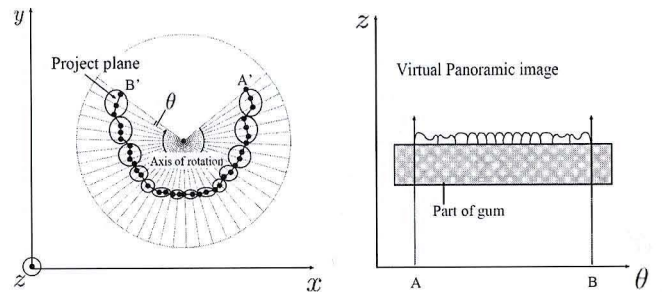 y
Project plane
B'
A'
θ
Axis of rotation
z
x
z
Virtual Panoramic image
Part of gum
A
B
θ